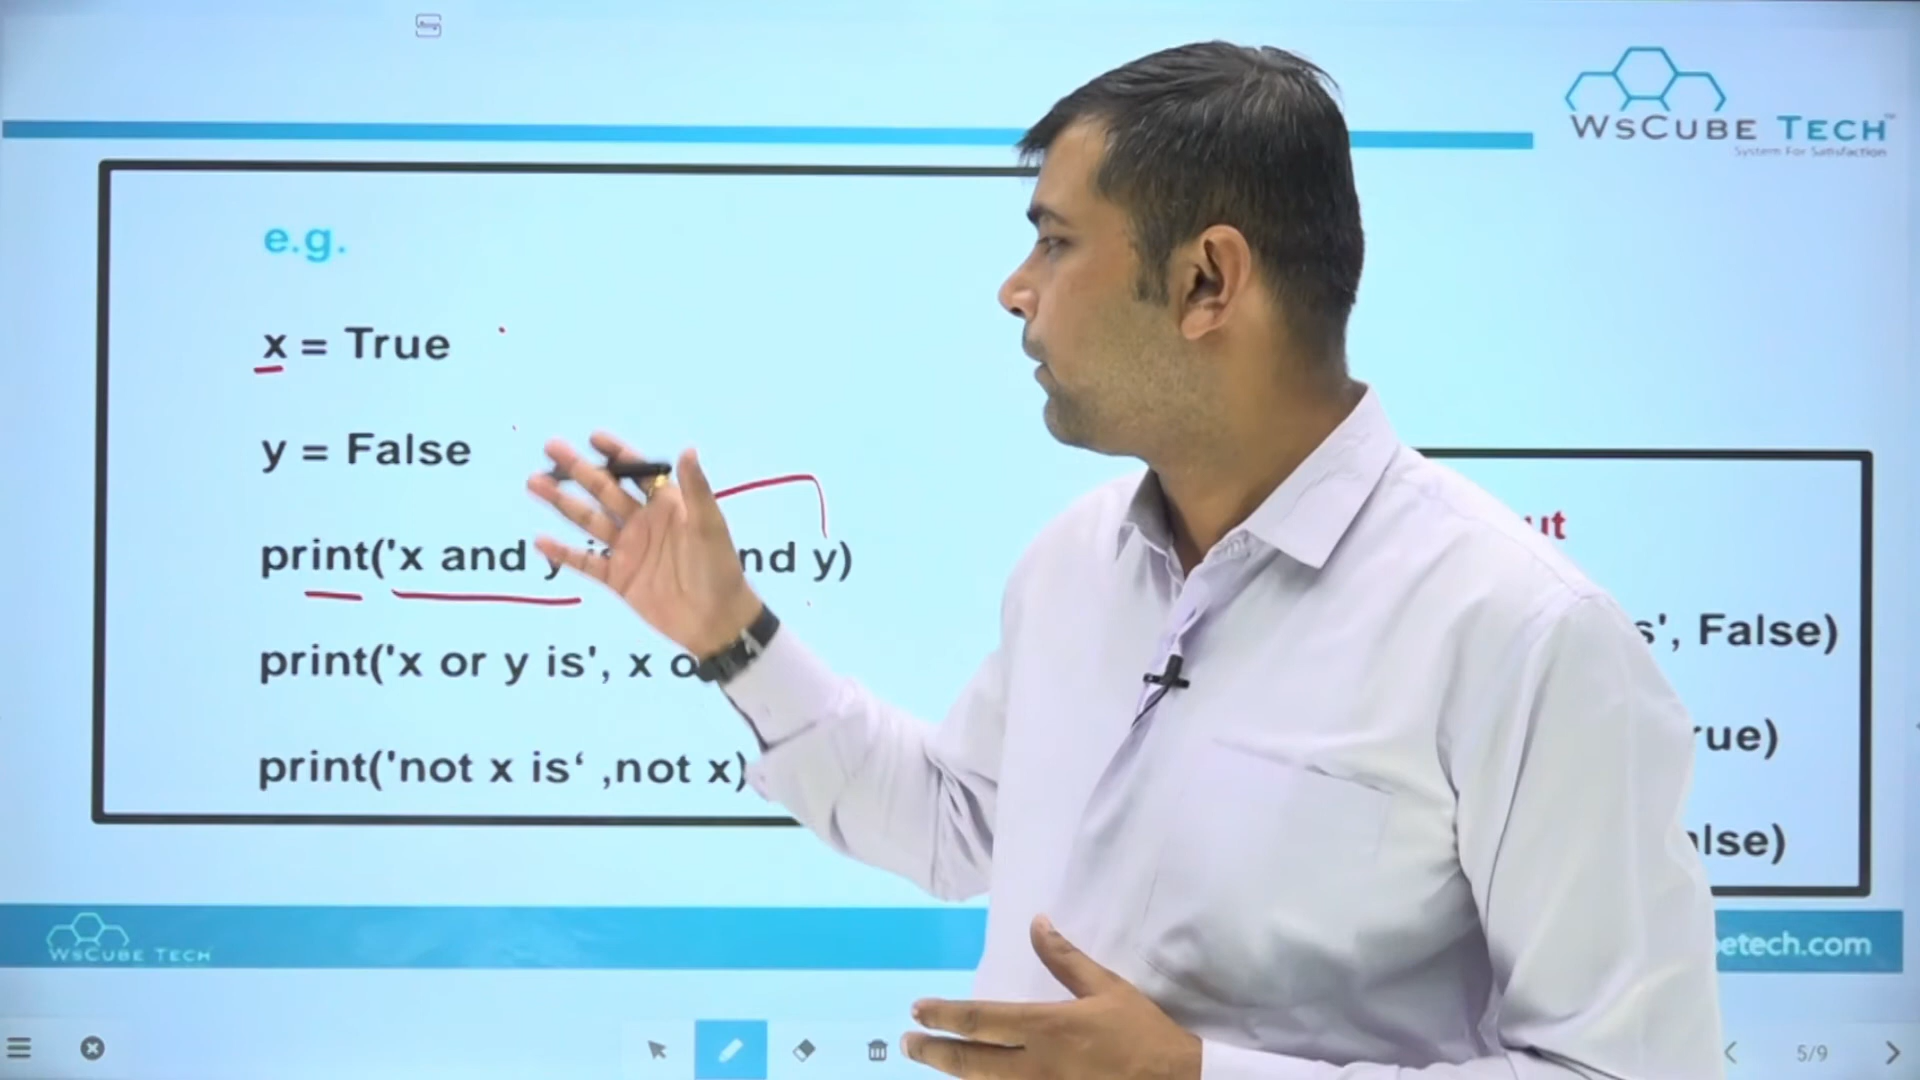 WsCube Tech
System For Satisfaction
e.g.
x = True
y = False
print('x and y nd y)
print('x or y is', x o
print('not x is‘ ,not x)
ut
s', False)
rue)
lse)
WsCube Tech
etech.com
5/9